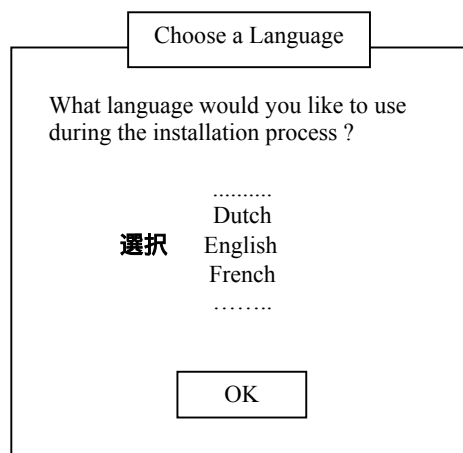 Choose a Language
What language would you like to use
during the installation process ?
..........
Dutch
選択 English
French
……..
OK